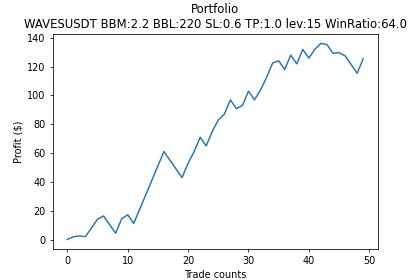 Portfolio
WAVESUSDT BBM:2.2 BBL:220 SL:0.6 TP:1.0 lev:15 WinRatio:64.0
140
120
100
80
60
40
20
0
Profit ($)
0 10 20 30 40 50
Trade counts